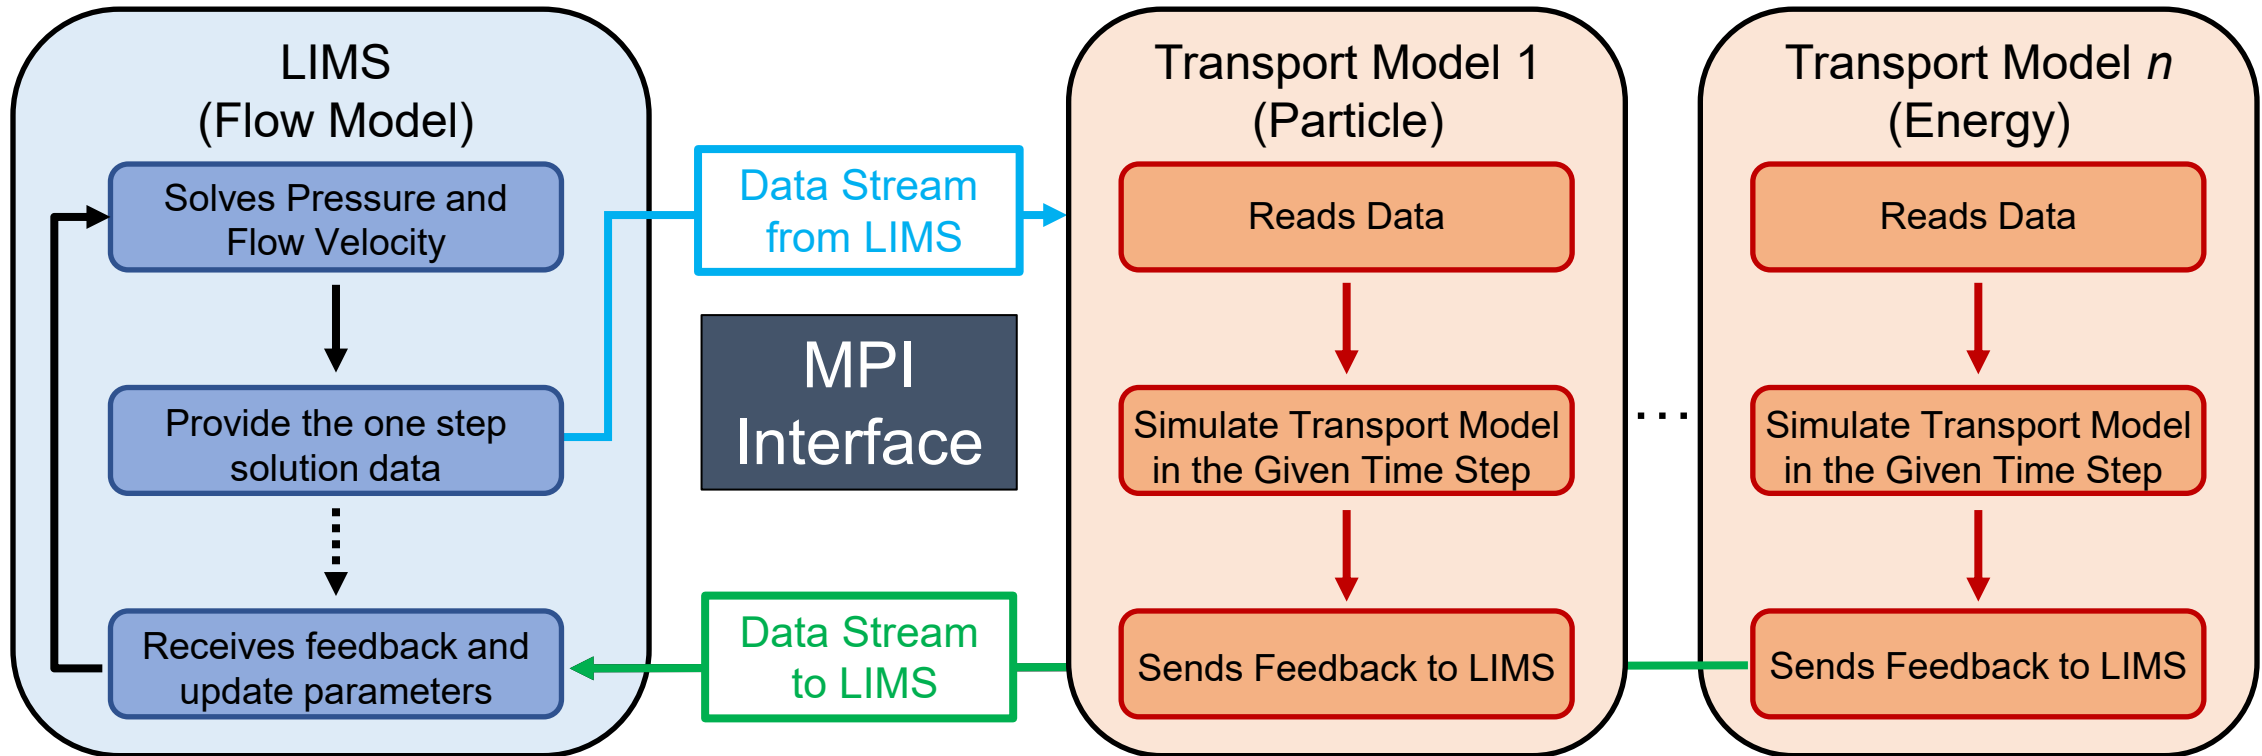 LIMS
(Flow Model)
Solves Pressure and
Flow Velocity
Provide the one step
solution data
Receives feedback and
update parameters
Data Stream
from LIMS
MPI
Interface
Data Stream
to LIMS
Transport Model 1
(Particle)
Reads Data
Simulate Transport Model
in the Given Time Step
Sends Feedback to LIMS
...
Transport Model n
(Energy)
Reads Data
Simulate Transport Model
in the Given Time Step
Sends Feedback to LIMS